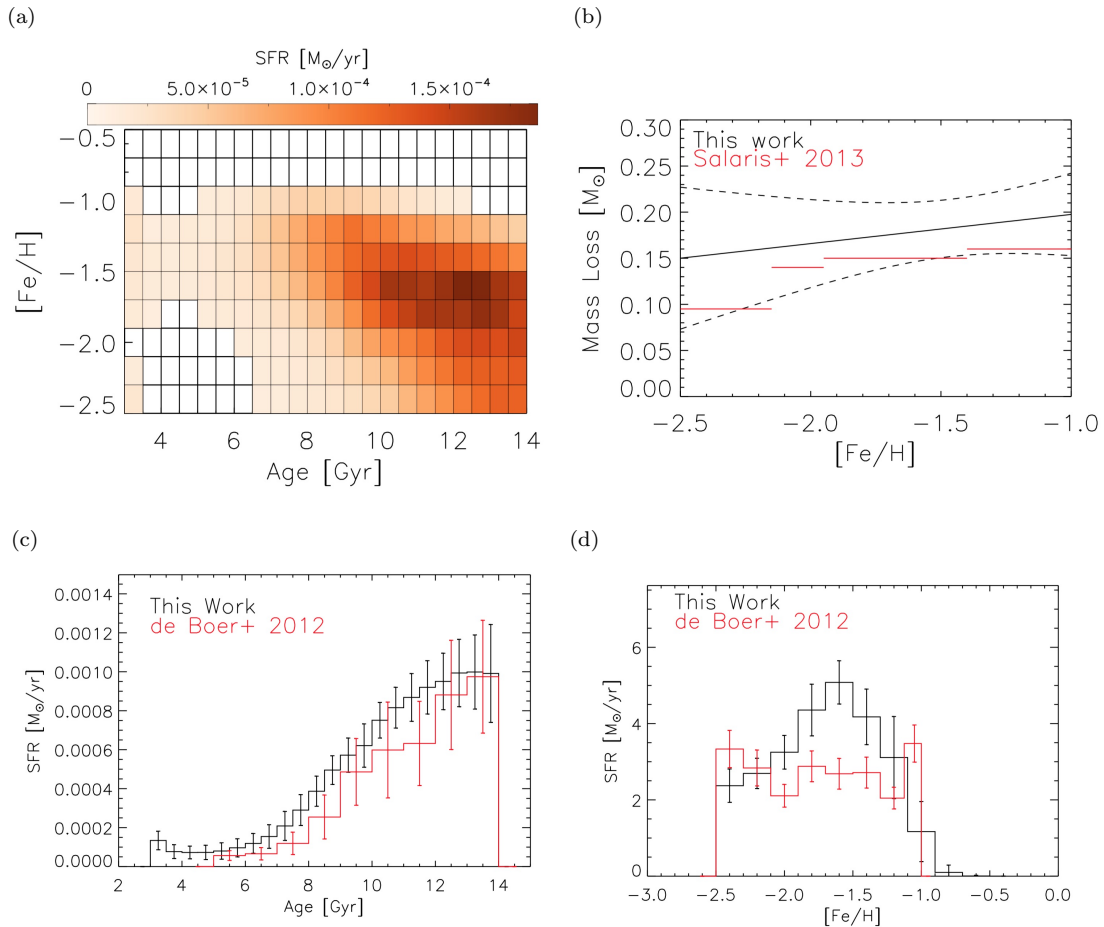 (a)
SFR [M⊙/yr]
0 5.0×10⁻⁵ 1.0×10⁻⁴ 1.5×10⁻⁴
−0.5
−1.0
−1.5
−2.0
−2.5
[Fe/H]
4 6 8 10 12 14
Age [Gyr]
(b)
This work
Salaris+ 2013
0.30
0.25
0.20
0.15
0.10
0.05
0.00
Mass Loss [M⊙]
−2.5 −2.0 −1.5 −1.0
[Fe/H]
(c)
This Work
de Boer+ 2012
0.0014
0.0012
0.0010
0.0008
0.0006
0.0004
0.0002
0.0000
SFR [M⊙/yr]
2 4 6 8 10 12 14
Age [Gyr]
(d)
This Work
de Boer+ 2012
6
4
2
0
SFR [M⊙/yr]
−3.0 −2.5 −2.0 −1.5 −1.0 −0.5 0.0
[Fe/H]